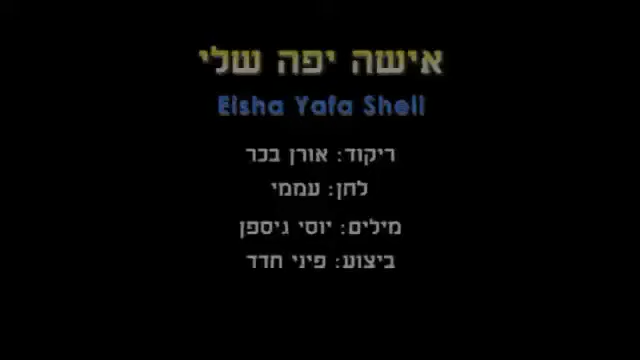 אישה יפה שלי
Eisha Yafa Sheli
ריקוד: אורן בכר
לחן: עממי
מילים: יוסי גיספן
ביצוע: פיני חדד